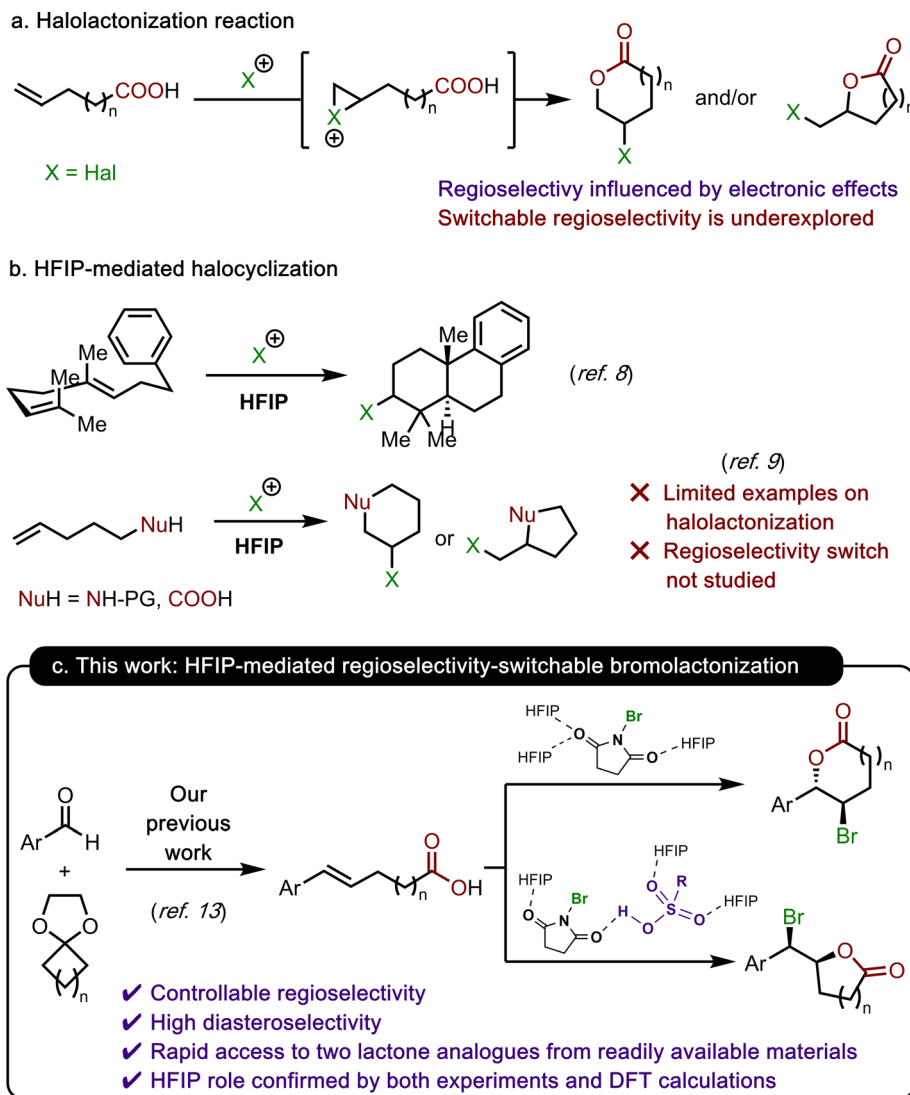 a. Halolactonization reaction
X⊕
COOH
n
COOH
n
X
⊕
O
O
n
X
and/or
O
O
n
X
X = Hal
Regioselectivy influenced by electronic effects
Switchable regioselectivity is underexplored
b. HFIP-mediated halocyclization
Me
Me
Me
X⊕
HFIP
Me
X
H
Me
Me
(ref. 8)
NuH
X⊕
HFIP
Nu
X
or
Nu
X
NuH = NH-PG, COOH
(ref. 9)
✕ Limited examples on
halolactonization
✕ Regioselectivity switch
not studied
c. This work: HFIP-mediated regioselectivity-switchable bromolactonization
O
Ar
H
+
O
O
n
Our
previous
work
(ref. 13)
Ar
n
O
OH
HFIP
HFIP
O
N
Br
O
HFIP
O
O
n
Ar
Br
HFIP
O
N
Br
O
H
O
S
R
O
O
HFIP
HFIP
Br
Ar
O
O
n
✔ Controllable regioselectivity
✔ High diasteroselectivity
✔ Rapid access to two lactone analogues from readily available materials
✔ HFIP role confirmed by both experiments and DFT calculations